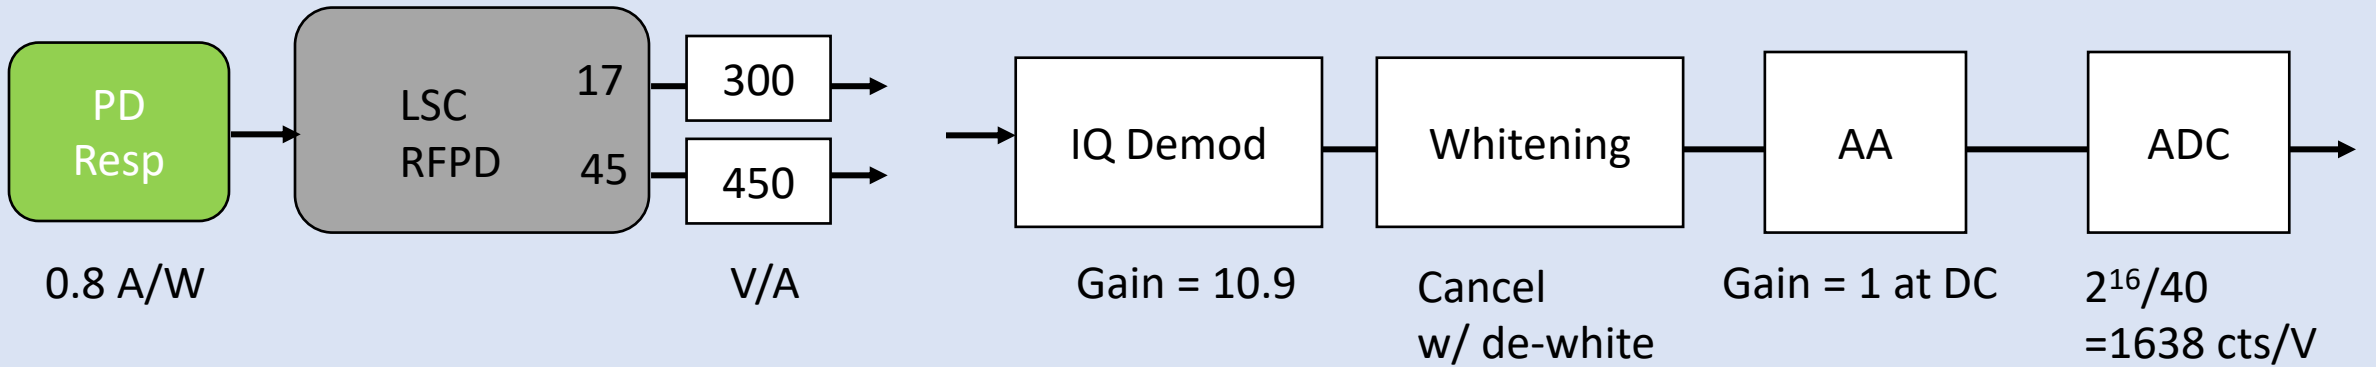 PD
Resp
0.8 A/W
LSC
RFPD
17
45
300
450
V/A
IQ Demod
Gain = 10.9
Whitening
Cancel
w/ de-white
AA
Gain = 1 at DC
ADC
2¹⁶/40
=1638 cts/V